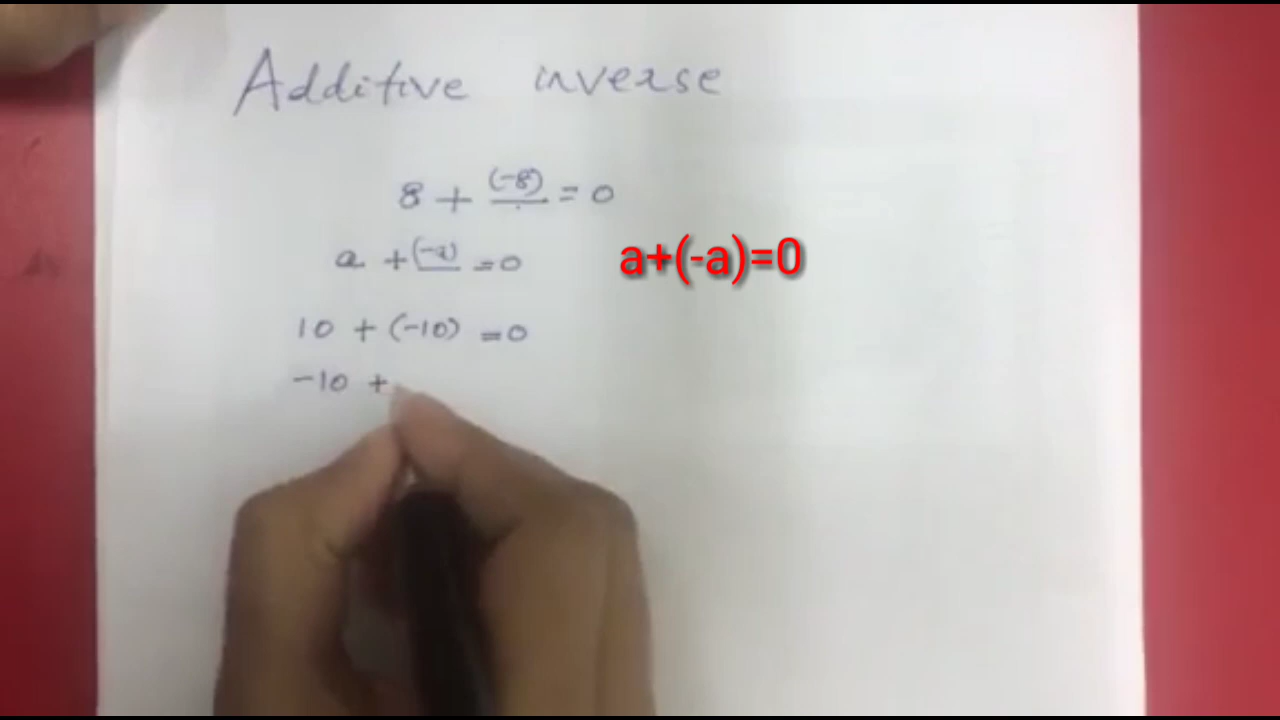 Additive inverse
8 + (-8) = 0
a + (-a) = 0
a+(-a)=0
10 + (-10) = 0
-10 +